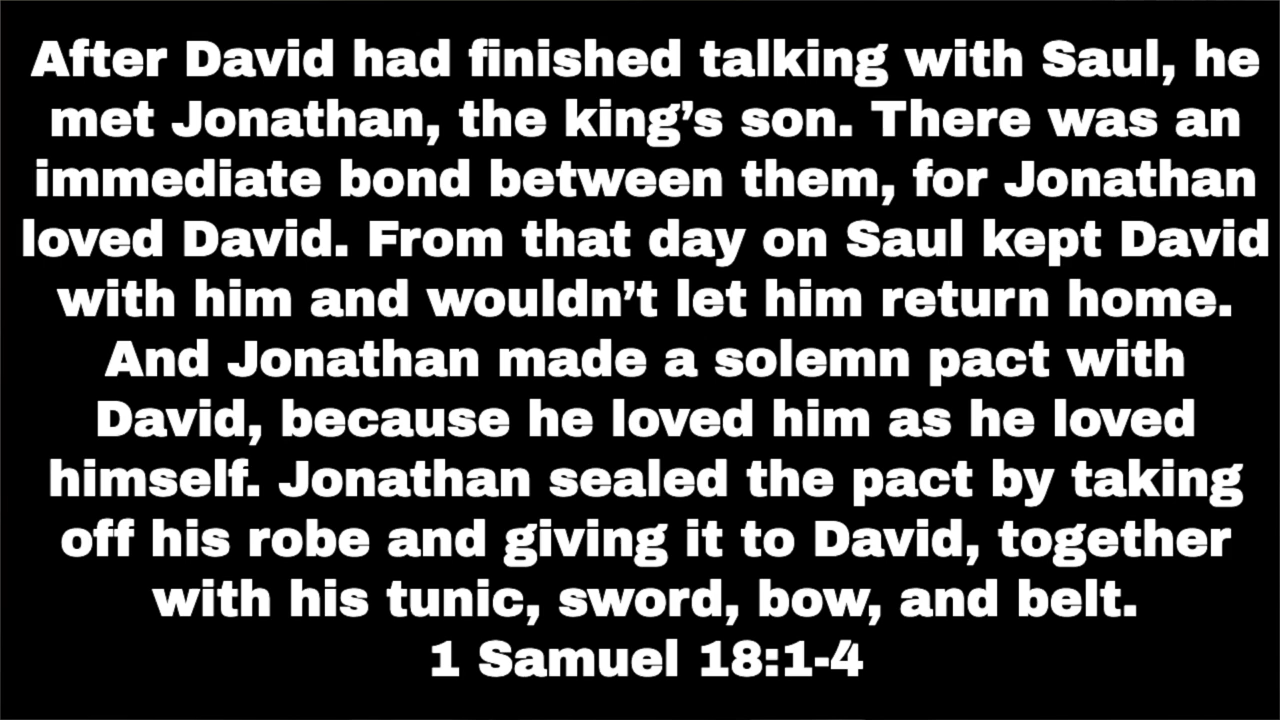 After David had finished talking with Saul, he
met Jonathan, the king’s son. There was an
immediate bond between them, for Jonathan
loved David. From that day on Saul kept David
with him and wouldn’t let him return home.
And Jonathan made a solemn pact with
David, because he loved him as he loved
himself. Jonathan sealed the pact by taking
off his robe and giving it to David, together
with his tunic, sword, bow, and belt.
1 Samuel 18:1-4